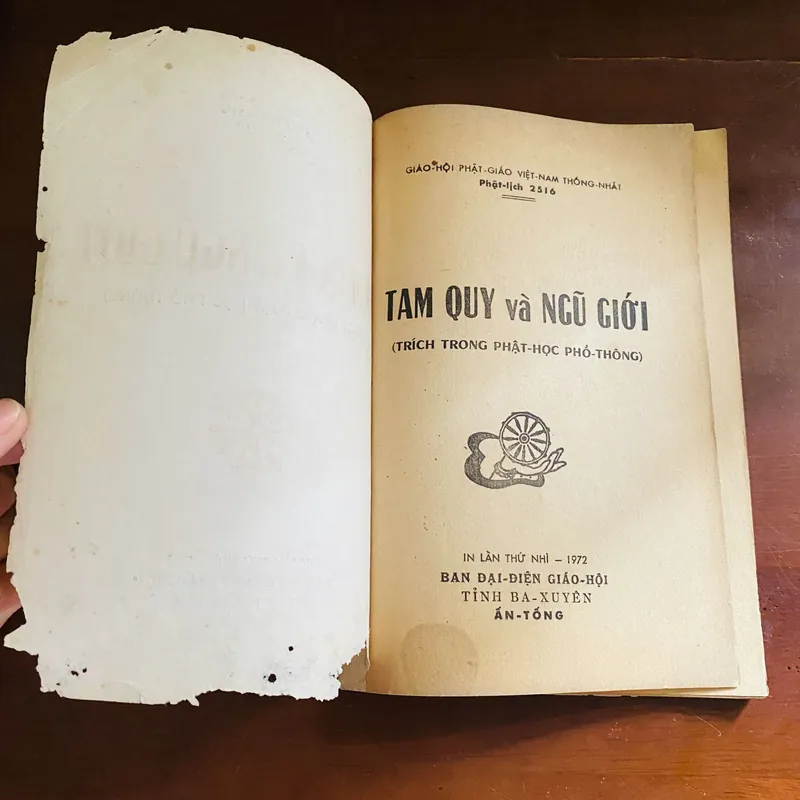 GIÁO-HỘI PHẬT-GIÁO VIỆT-NAM THỐNG-NHẤT
Phật-lịch 2516
TAM QUY và NGŨ GIỚI
(TRÍCH TRONG PHẬT-HỌC PHỔ-THÔNG)
IN LẦN THỨ NHÌ – 1972
BAN ĐẠI-ĐIỆN GIÁO-HỘI
TỈNH BA-XUYÊN
ẤN-TỐNG